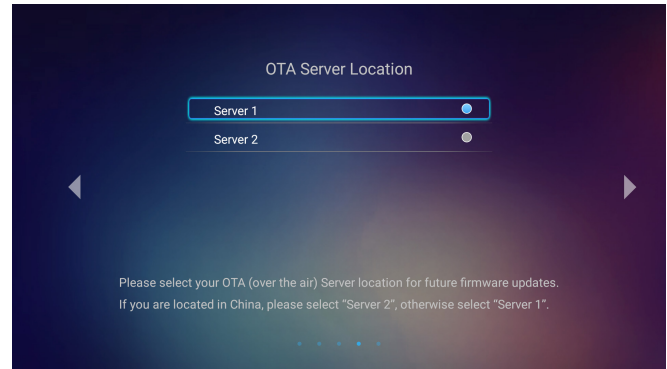 OTA Server Location
Server 1
Server 2
Please select your OTA (over the air) Server location for future firmware updates.
If you are located in China, please select “Server 2”, otherwise select “Server 1”.